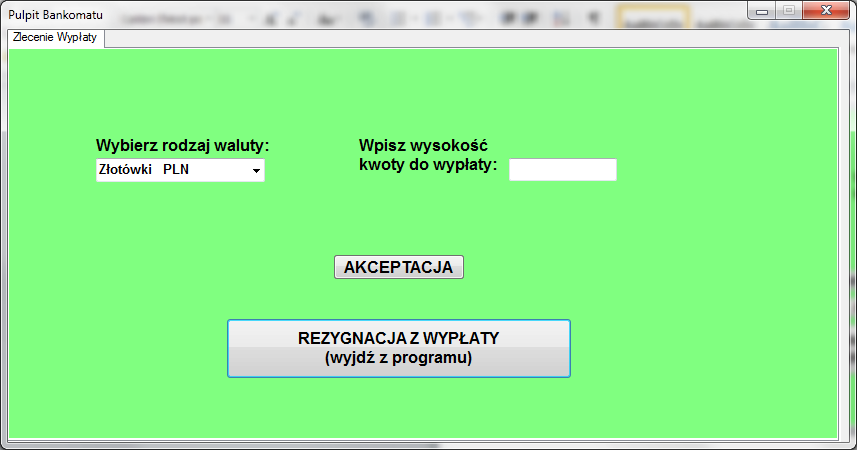 Pulpit Bankomatu
Zlecenie Wypłaty
Wybierz rodzaj waluty:
Złotówki PLN
Wpisz wysokość
kwoty do wypłaty:
AKCEPTACJA
REZYGNACJA Z WYPŁATY
(wyjdź z programu)